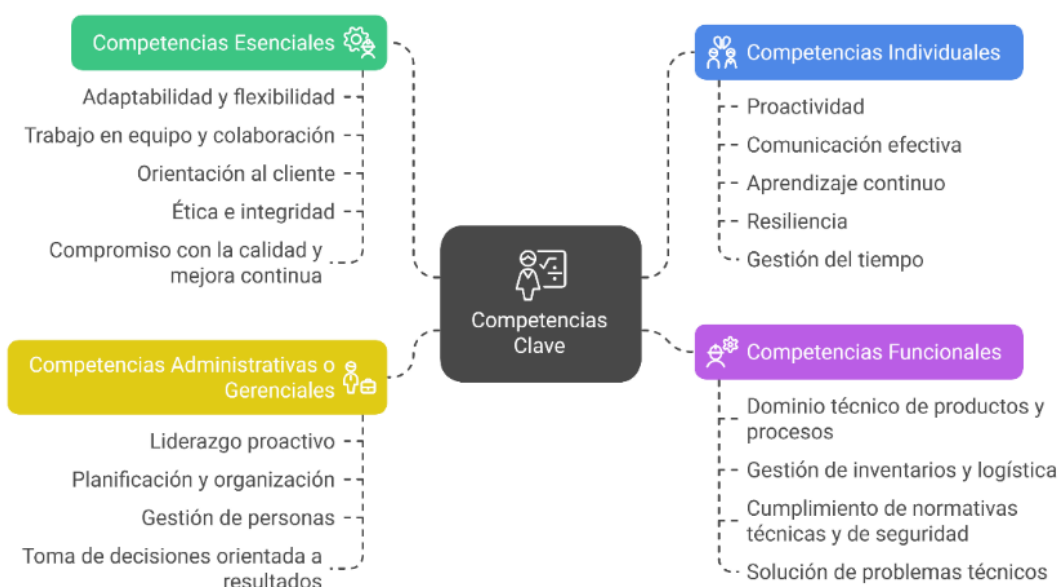 Competencias Esenciales
Adaptabilidad y flexibilidad
Trabajo en equipo y colaboración
Orientación al cliente
Ética e integridad
Compromiso con la calidad y
mejora continua
Competencias Individuales
Proactividad
Comunicación efectiva
Aprendizaje continuo
Resiliencia
Gestión del tiempo
Competencias
Clave
Competencias Administrativas o
Gerenciales
Liderazgo proactivo
Planificación y organización
Gestión de personas
Toma de decisiones orientada a
resultados
Competencias Funcionales
Dominio técnico de productos y
procesos
Gestión de inventarios y logística
Cumplimiento de normativas
técnicas y de seguridad
Solución de problemas técnicos